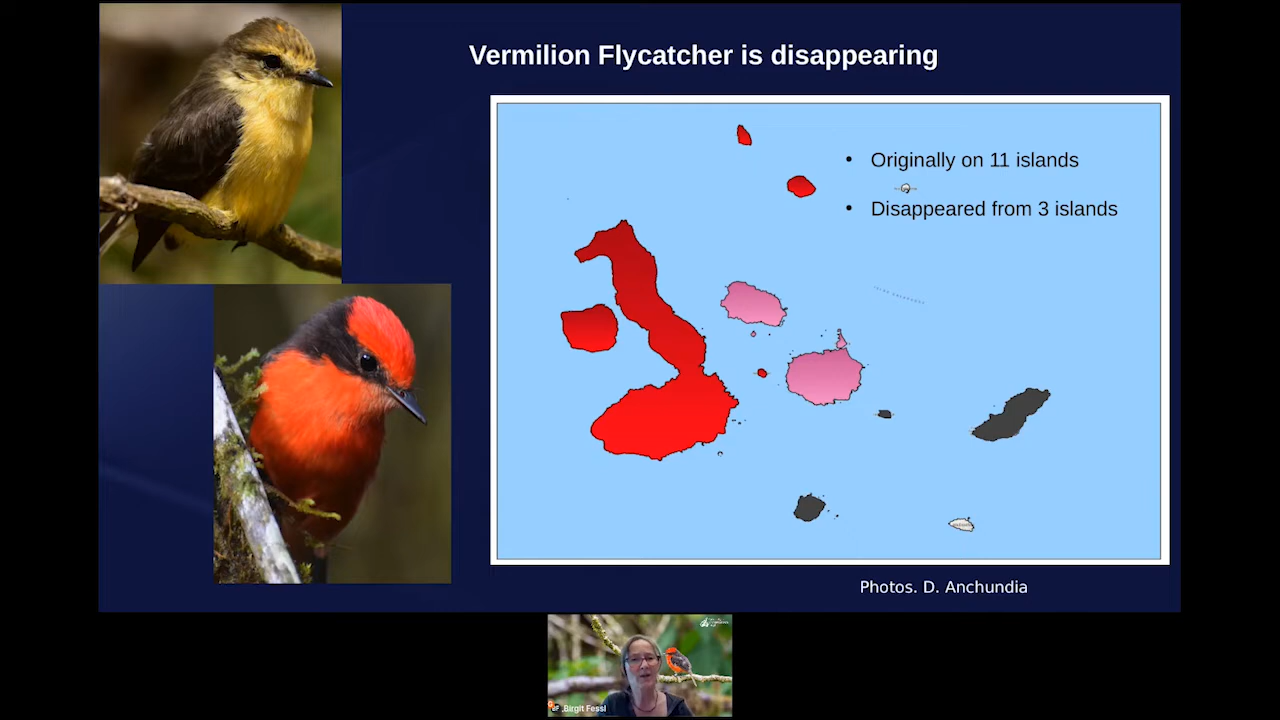 Vermilion Flycatcher is disappearing
• Originally on 11 islands
• Disappeared from 3 islands
Photos. D. Anchundia
Birgit Fessl